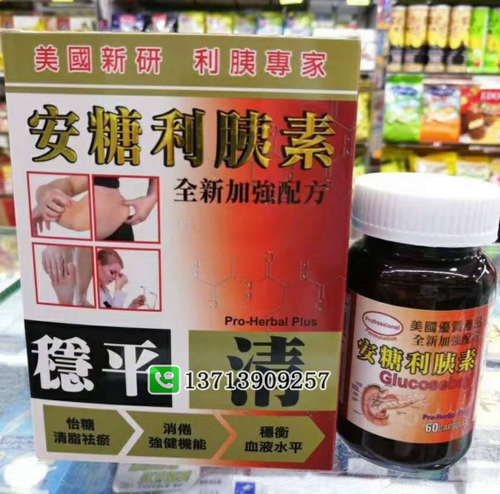 美國新研 利胰專家
安糖利胰素
全新加強配方
Pro-Herbal Plus
穩平
清
13713909257
怡糖
清脂祛瘀
消倦
強健機能
穩衡
血液水平
Professional
美國優質產品
全新加強配方
安糖利胰素
Pro-Herbal Plus
60 CAPSULES